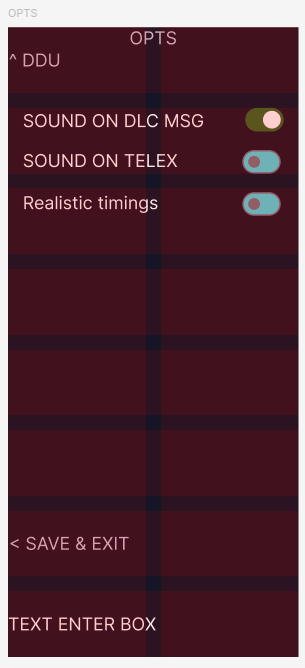 OPTS
OPTS
^ DDU
SOUND ON DLC MSG
SOUND ON TELEX
Realistic timings
< SAVE & EXIT
TEXT ENTER BOX